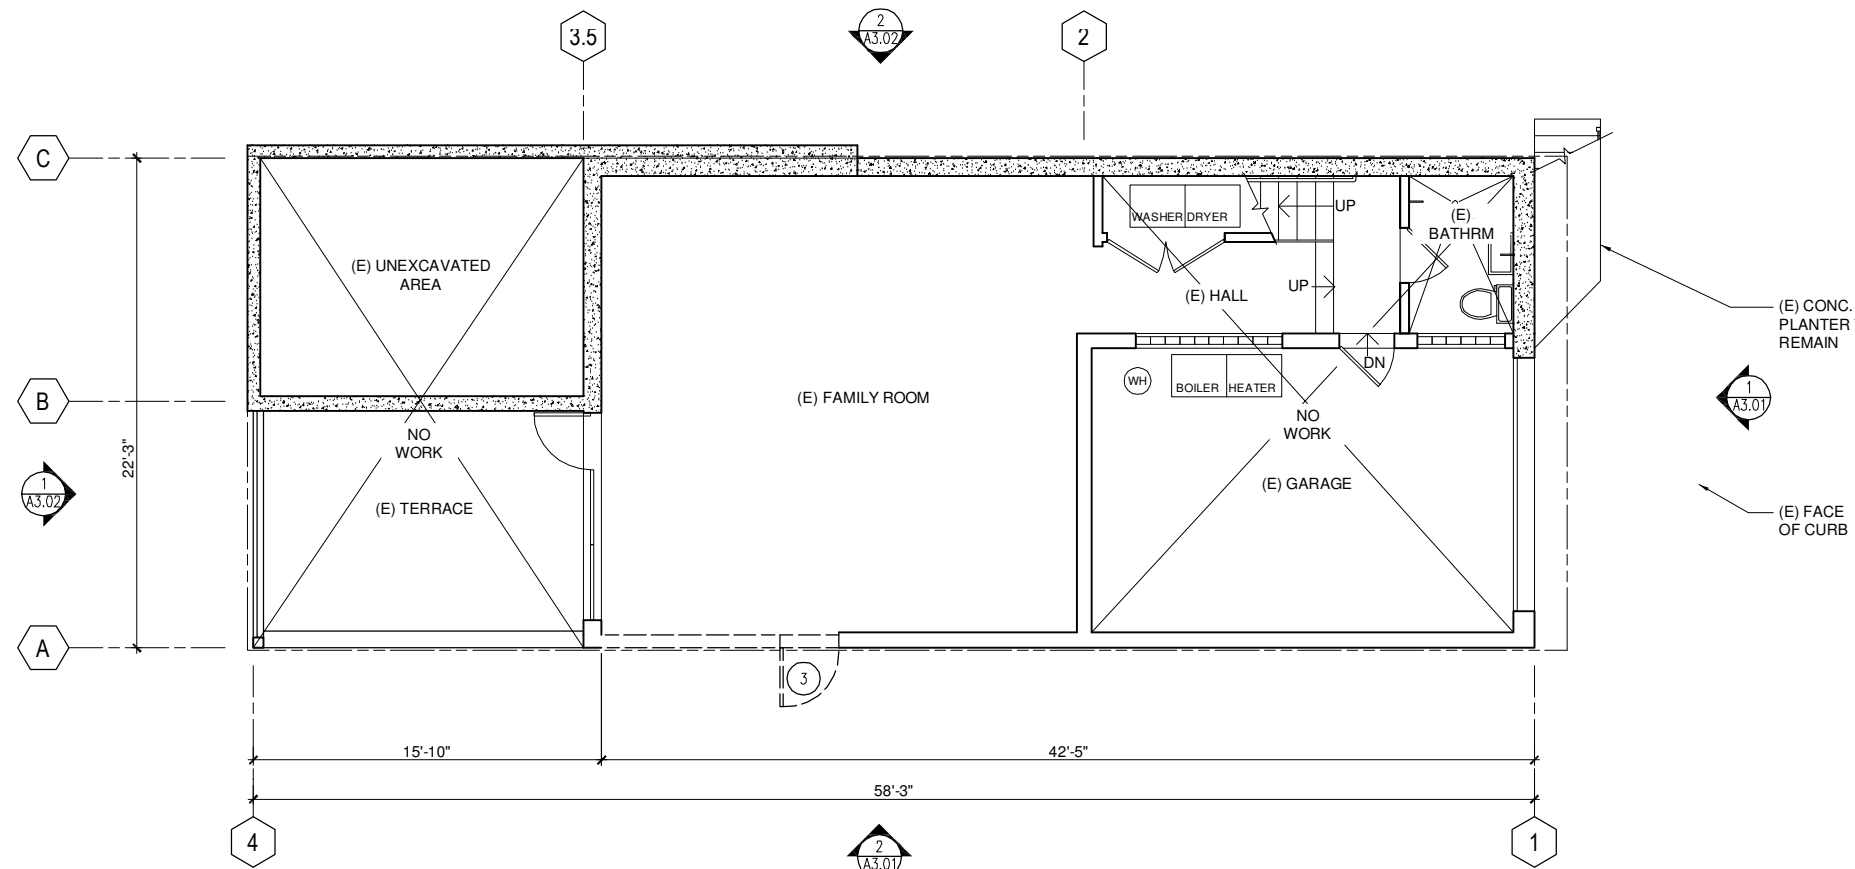 3.5
2
A3.02
2
C
WASHER DRYER
UP
(E)
BATHRM
(E) UNEXCAVATED
AREA
UP
(E) HALL
(E) CONC.
PLANTER
REMAIN
DN
WH
BOILER HEATER
B
(E) FAMILY ROOM
1
A3.01
NO
WORK
NO
WORK
22'-3"
1
A3.02
(E) GARAGE
(E) TERRACE
(E) FACE
OF CURB
A
3
15'-10"
42'-5"
58'-3"
4
2
A3.01
1